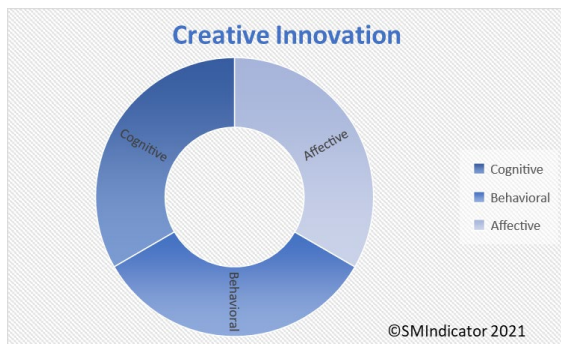 Creative Innovation
Cognitive
Affective
Behavioral
Cognitive
Behavioral
Affective
©SMIndicator 2021